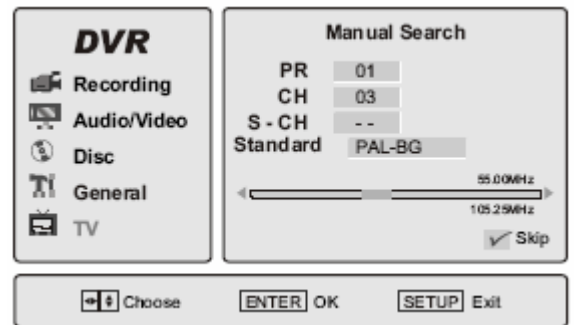 DVR
Recording
Audio/Video
Disc
General
TV
Manual Search
PR 01
CH 03
S - CH - -
Standard PAL-BG
55.00MHz
105.25MHz
Skip
Choose ENTER OK SETUP Exit